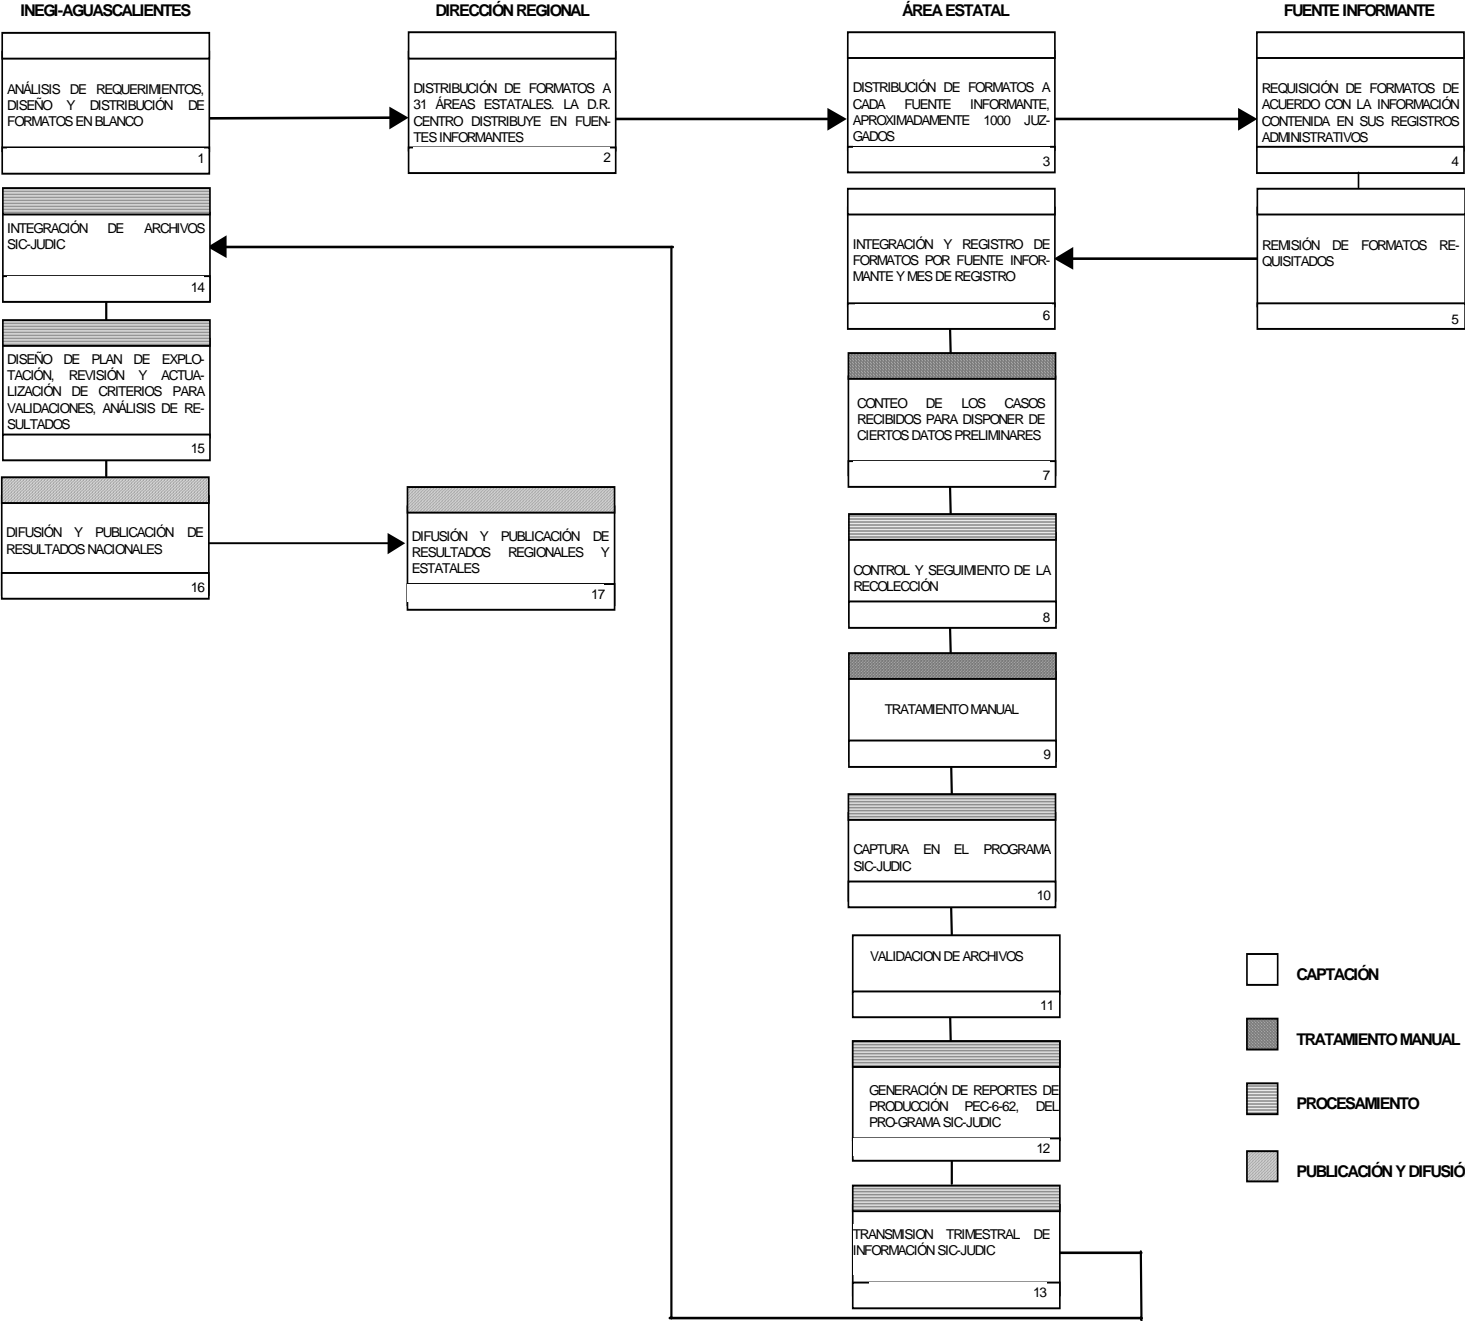 INEGI-AGUASCALIENTES
DIRECCIÓN REGIONAL
ÁREA ESTATAL
FUENTE INFORMANTE
ANÁLISIS DE REQUERIMIENTOS,
DISEÑO Y DISTRIBUCIÓN DE
FORMATOS EN BLANCO
1
DISTRIBUCIÓN DE FORMATOS A
31 ÁREAS ESTATALES. LA D.R.
CENTRO DISTRIBUYE EN FUEN-
TES INFORMANTES
2
DISTRIBUCIÓN DE FORMATOS A
CADA FUENTE INFORMANTE,
APROXIMADAMENTE 1000 JUZ-
GADOS
3
REQUISICIÓN DE FORMATOS DE
ACUERDO CON LA INFORMACIÓN
CONTENIDA EN SUS REGISTROS
ADMINISTRATIVOS
4
REMISIÓN DE FORMATOS RE-
QUISITADOS
5
INTEGRACIÓN Y REGISTRO DE
FORMATOS POR FUENTE INFOR-
MANTE Y MES DE REGISTRO
6
CONTEO DE LOS CASOS
RECIBIDOS PARA DISPONER DE
CIERTOS DATOS PRELIMINARES
7
CONTROL Y SEGUIMIENTO DE LA
RECOLECCIÓN
8
TRATAMIENTO MANUAL
9
CAPTURA EN EL PROGRAMA
SIC-JUDIC
10
VALIDACION DE ARCHIVOS
11
GENERACIÓN DE REPORTES DE
PRODUCCIÓN PEC-6-62, DEL
PRO-GRAMA SIC-JUDIC
12
TRANSMISION TRIMESTRAL DE
INFORMACIÓN SIC-JUDIC
13
INTEGRACIÓN DE ARCHIVOS
SIC-JUDIC
14
DISEÑO DE PLAN DE EXPLO-
TACIÓN, REVISIÓN Y ACTUA-
LIZACIÓN DE CRITERIOS PARA
VALIDACIONES, ANÁLISIS DE RE-
SULTADOS
15
DIFUSIÓN Y PUBLICACIÓN DE
RESULTADOS NACIONALES
16
DIFUSIÓN Y PUBLICACIÓN DE
RESULTADOS REGIONALES Y
ESTATALES
17
CAPTACIÓN
TRATAMIENTO MANUAL
PROCESAMIENTO
PUBLICACIÓN Y DIFUSIÓ